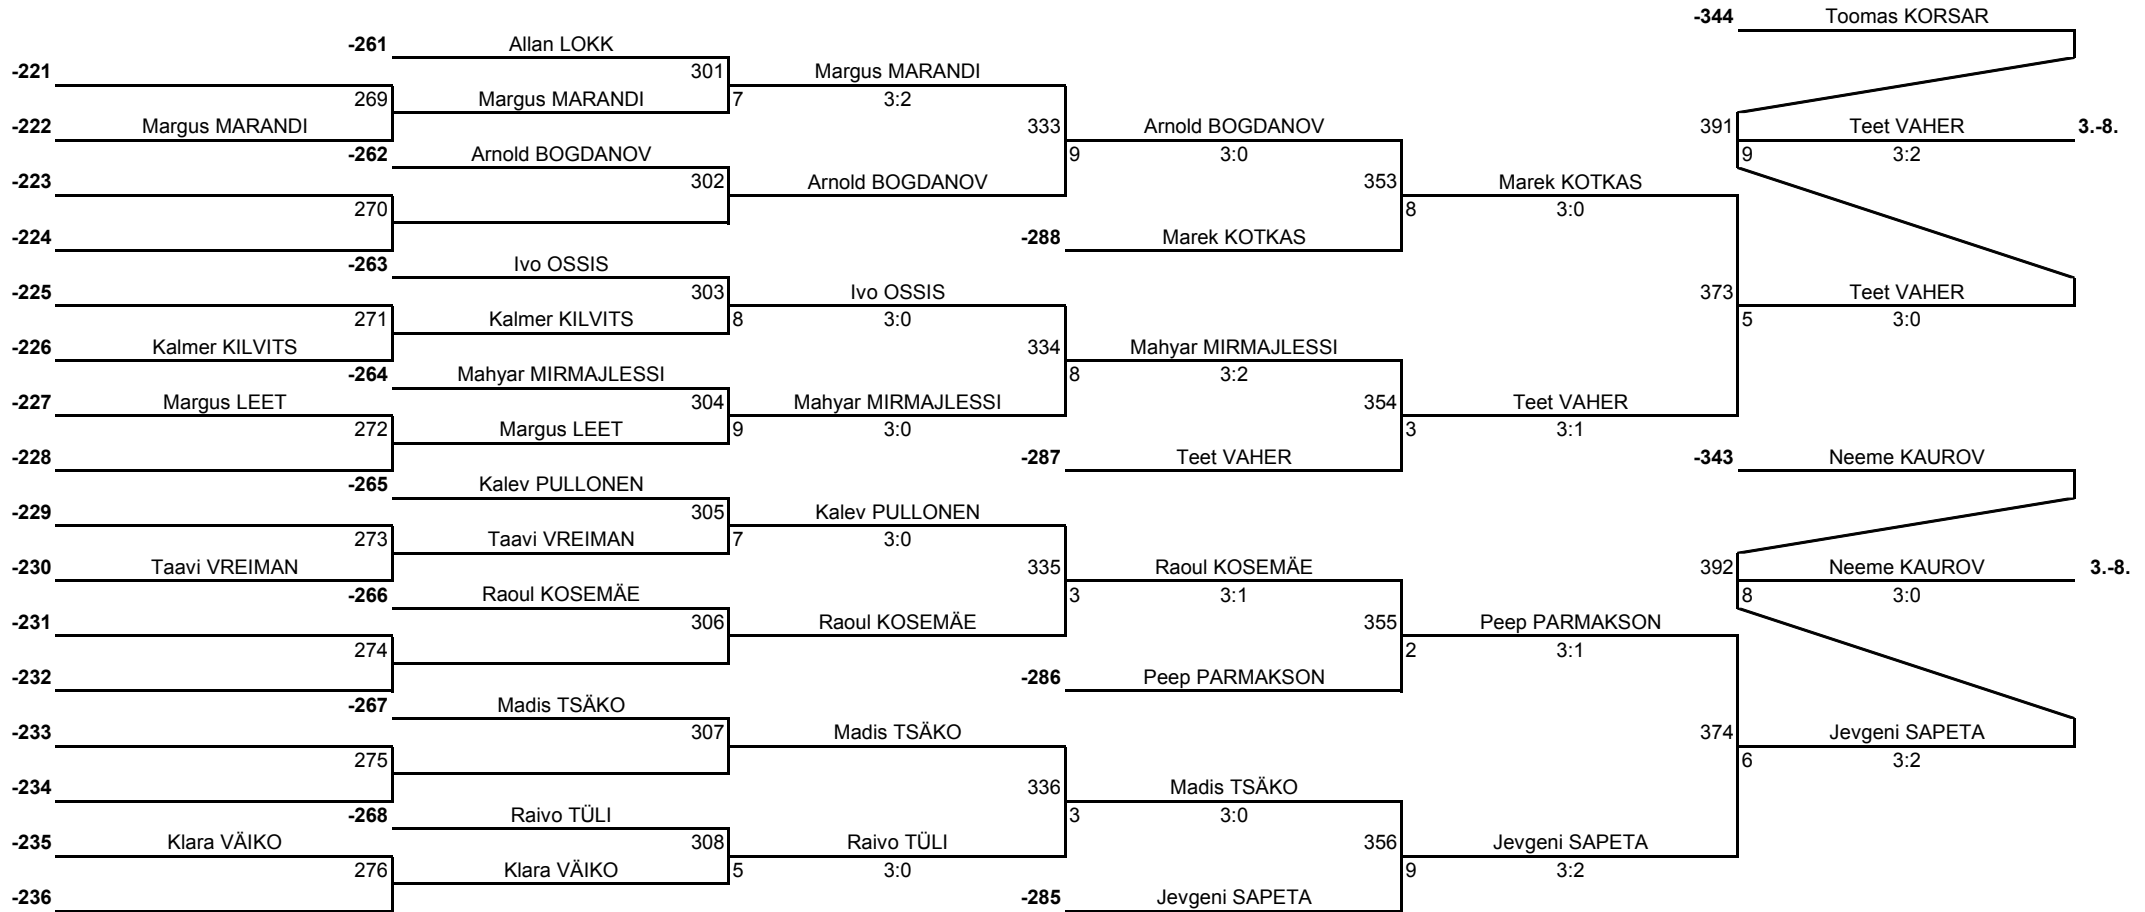 -344 Toomas KORSAR
-261 Allan LOKK
-221 301 Margus MARANDI
269 Margus MARANDI 7 3:2
-222 Margus MARANDI 333 Arnold BOGDANOV 391 Teet VAHER 3.-8.
-262 Arnold BOGDANOV 9 3:0 9 3:2
-223 302 Arnold BOGDANOV 353 Marek KOTKAS
270 8 3:0
-224 -288 Marek KOTKAS
-263 Ivo OSSIS
-225 303 Ivo OSSIS 373 Teet VAHER
271 Kalmer KILVITS 8 3:0 5 3:0
-226 Kalmer KILVITS 334 Mahyar MIRMAJLESSI
-264 Mahyar MIRMAJLESSI 8 3:2
-227 Margus LEET 304 Mahyar MIRMAJLESSI 354 Teet VAHER
272 Margus LEET 9 3:0 3 3:1
-228 -287 Teet VAHER -343 Neeme KAUROV
-265 Kalev PULLONEN
-229 305 Kalev PULLONEN
273 Taavi VREIMAN 7 3:0
-230 Taavi VREIMAN 335 Raoul KOSEMÄE 392 Neeme KAUROV 3.-8.
-266 Raoul KOSEMÄE 3 3:1 8 3:0
-231 306 Raoul KOSEMÄE 355 Peep PARMAKSON
274 2 3:1
-232 -286 Peep PARMAKSON
-267 Madis TSÄKO
-233 307 Madis TSÄKO 374 Jevgeni SAPETA
275 6 3:2
-234 336 Madis TSÄKO
-268 Raivo TÜLI 3 3:0
-235 Klara VÄIKO 308 Raivo TÜLI 356 Jevgeni SAPETA
276 Klara VÄIKO 5 3:0 9 3:2
-236 -285 Jevgeni SAPETA